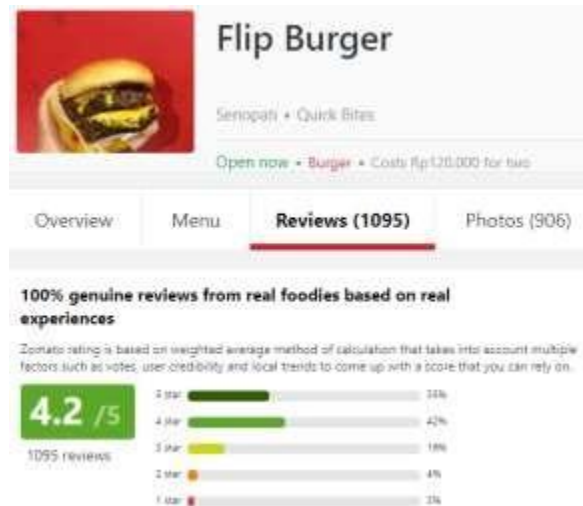 Flip Burger
Senopati • Quick Bites
Open now • Burger • Costs Rp120.000 for two
Overview Menu Reviews (1095) Photos (906)
100% genuine reviews from real foodies based on real
experiences
Zomato rating is based on weighted average method of calculation that takes into account multiple
factors such as votes, user credibility and local trends to come up with a score that you can rely on.
4.2 /5
1095 reviews
5 star
4 star 42%
3 star
2 star 4%
1 star